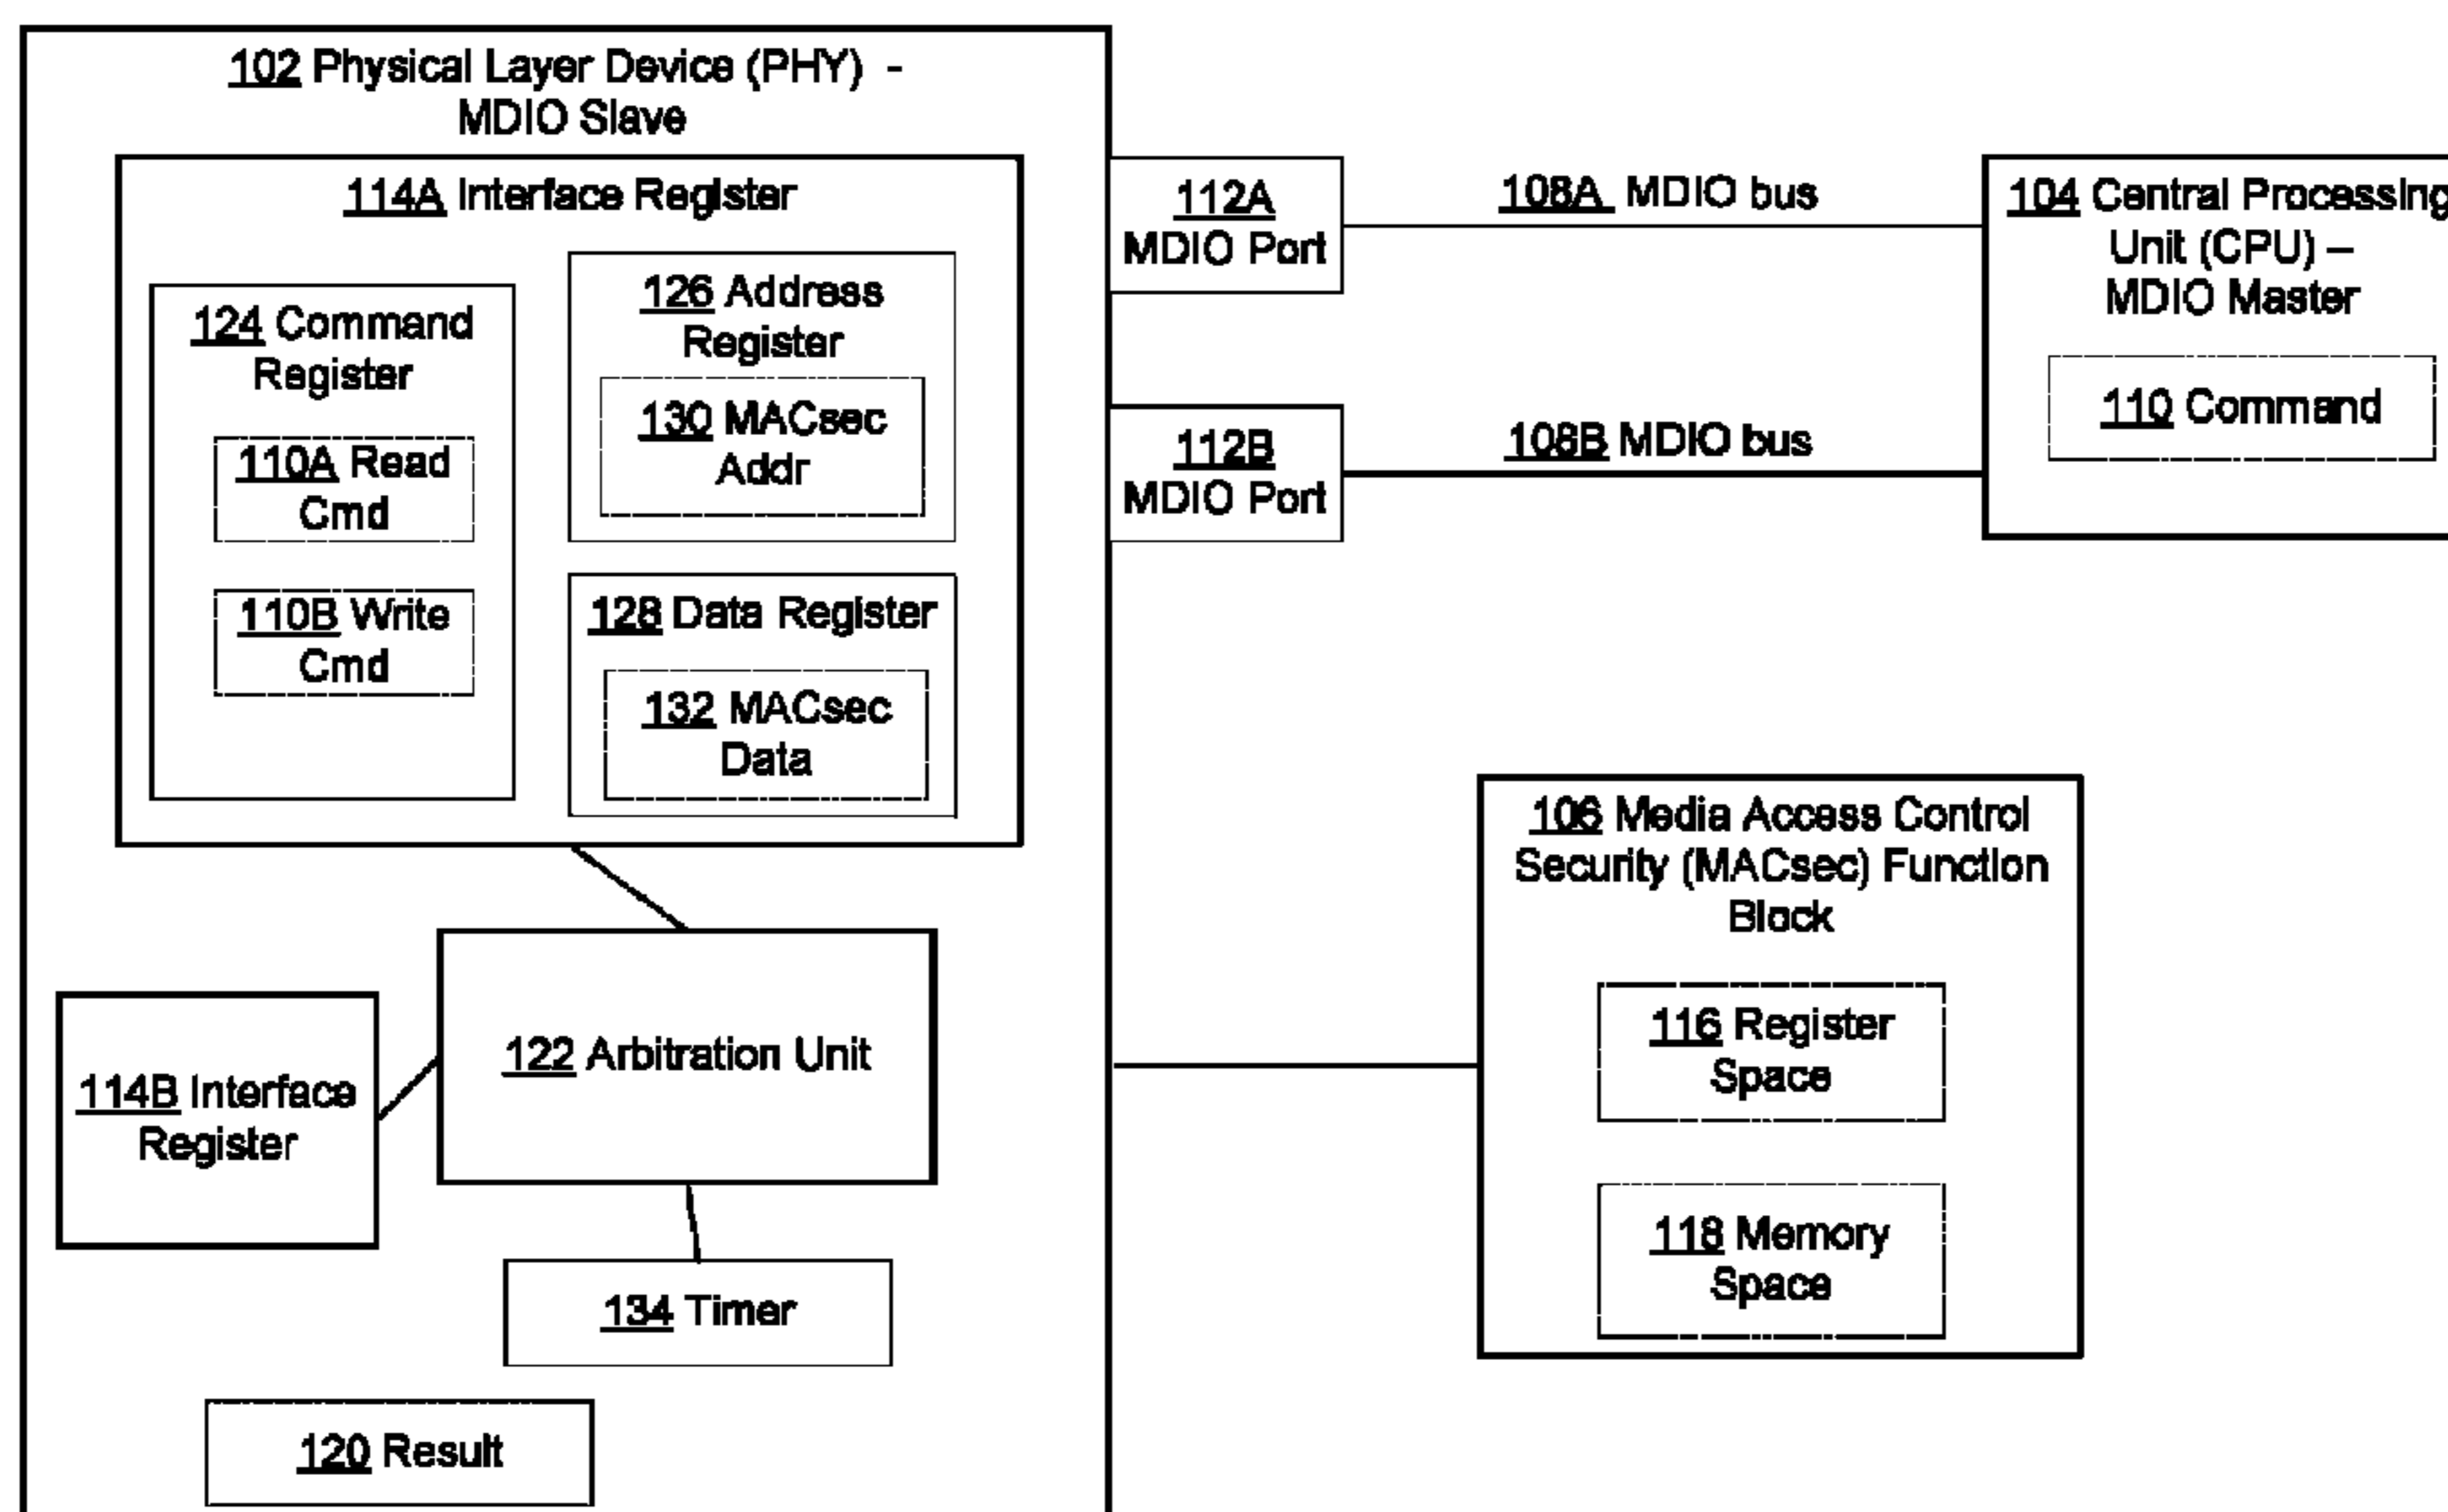 102 Physical Layer Device (PHY) -
MDIO Slave
114A Interface Register
124 Command
Register
110A Read
Cmd
110B Write
Cmd
126 Address
Register
130 MACsec
Addr
128 Data Register
132 MACsec
Data
122 Arbitration Unit
114B Interface
Register
134 Timer
120 Result
112A
MDIO Port
108A MDIO bus
112B
MDIO Port
108B MDIO bus
104 Central Processing
Unit (CPU) –
MDIO Master
110 Command
106 Media Access Control
Security (MACsec) Function
Block
116 Register
Space
118 Memory
Space